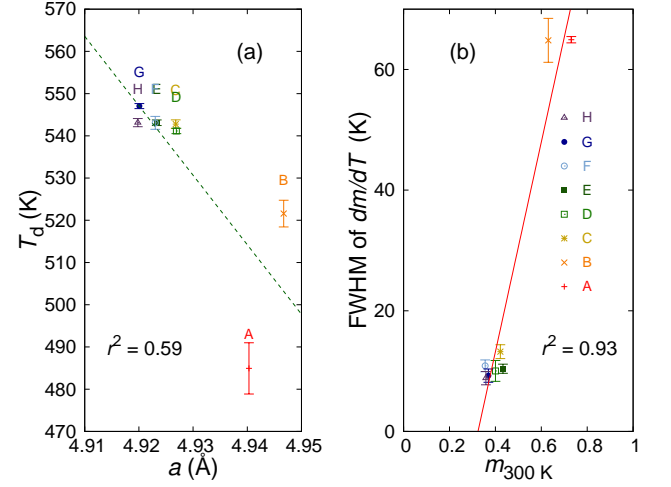 (a)
570
560
550
540
530
520
510
500
490
480
470
T_d (K)
G
H F E C
D
B
A
r² = 0.59
4.91 4.92 4.93 4.94 4.95
a (Å)
(b)
60
40
20
0
FWHM of dm/dT (K)
H
G
F
E
D
C
B
A
r² = 0.93
0 0.2 0.4 0.6 0.8 1
m_300 K